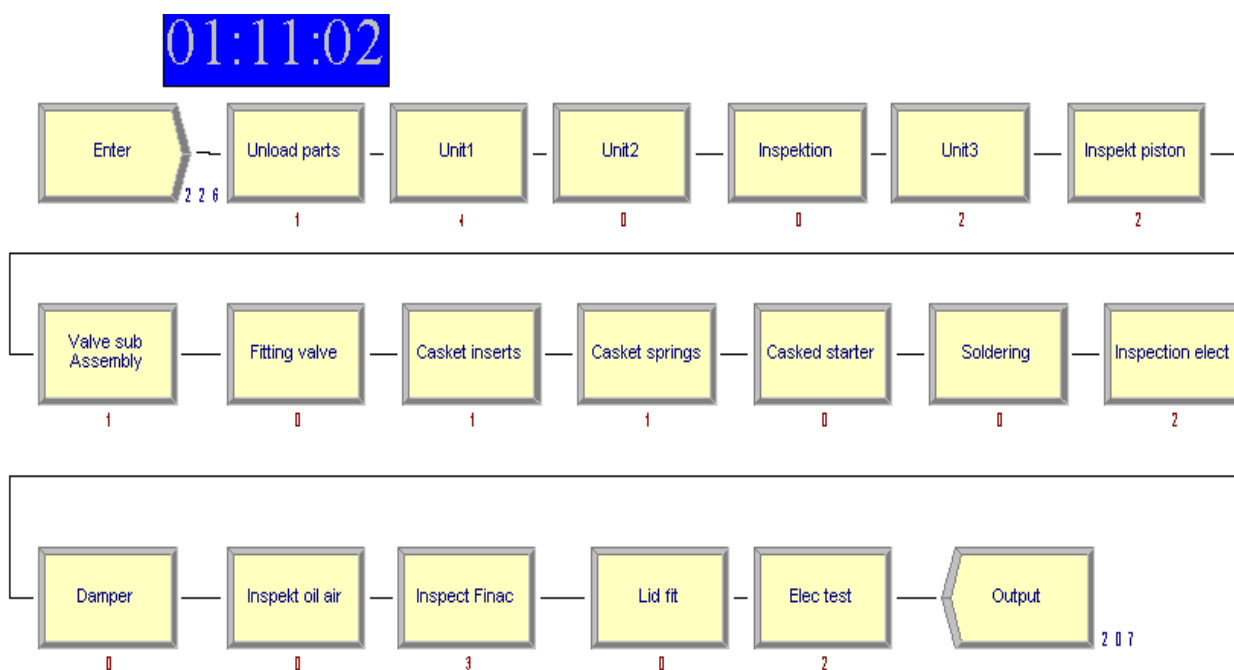 01:11:02
Enter
Unload parts
Unit1
Unit2
Inspektion
Unit3
Inspekt piston
2 2 6
1
4
0
0
2
2
Valve sub
Assembly
Fitting valve
Casket inserts
Casket springs
Casked starter
Soldering
Inspection elect
1
0
1
1
0
0
2
Damper
Inspekt oil air
Inspect Finac
Lid fit
Elec test
Output
2 0 7
0
0
3
0
2